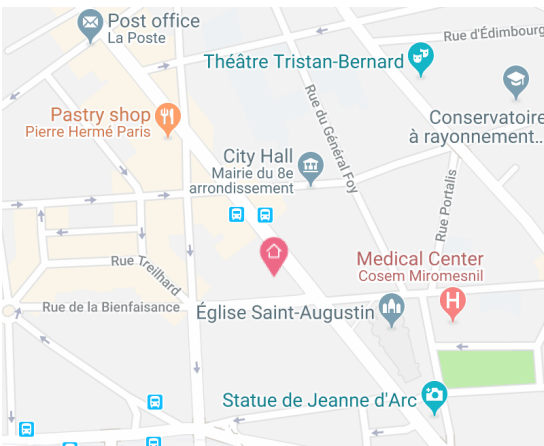 Post office
La Poste
Rue d'Édimbourg
Théâtre Tristan-Bernard
Rue du Général Foy
Conservatoire
à rayonnement...
Pastry shop
Pierre Hermé Paris
City Hall
Mairie du 8e
arrondissement
Rue Portalis
Rue Treilhard
Medical Center
Cosem Miromesnil
H
Rue de la Bienfaisance
Église Saint-Augustin
Statue de Jeanne d'Arc